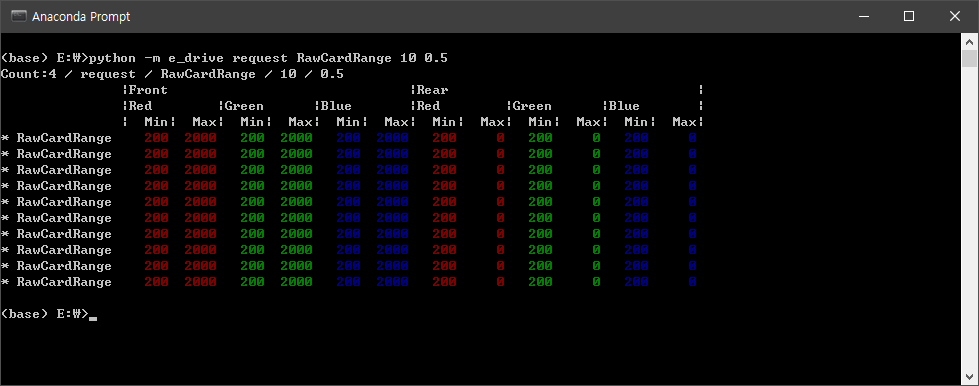 Anaconda Prompt
(base) E:\>python -m e_drive request RawCardRange 10 0.5
Count:4 / request / RawCardRange / 10 / 0.5
¦Front ¦Rear ¦
¦Red ¦Green ¦Blue ¦Red ¦Green ¦Blue ¦
¦ Min¦ Max¦ Min¦ Max¦ Min¦ Max¦ Min¦ Max¦ Min¦ Max¦ Min¦ Max¦
* RawCardRange 200 2000 200 2000 200 2000 200 0 200 0 200 0
* RawCardRange 200 2000 200 2000 200 2000 200 0 200 0 200 0
* RawCardRange 200 2000 200 2000 200 2000 200 0 200 0 200 0
* RawCardRange 200 2000 200 2000 200 2000 200 0 200 0 200 0
* RawCardRange 200 2000 200 2000 200 2000 200 0 200 0 200 0
* RawCardRange 200 2000 200 2000 200 2000 200 0 200 0 200 0
* RawCardRange 200 2000 200 2000 200 2000 200 0 200 0 200 0
* RawCardRange 200 2000 200 2000 200 2000 200 0 200 0 200 0
* RawCardRange 200 2000 200 2000 200 2000 200 0 200 0 200 0
* RawCardRange 200 2000 200 2000 200 2000 200 0 200 0 200 0
(base) E:₩>_